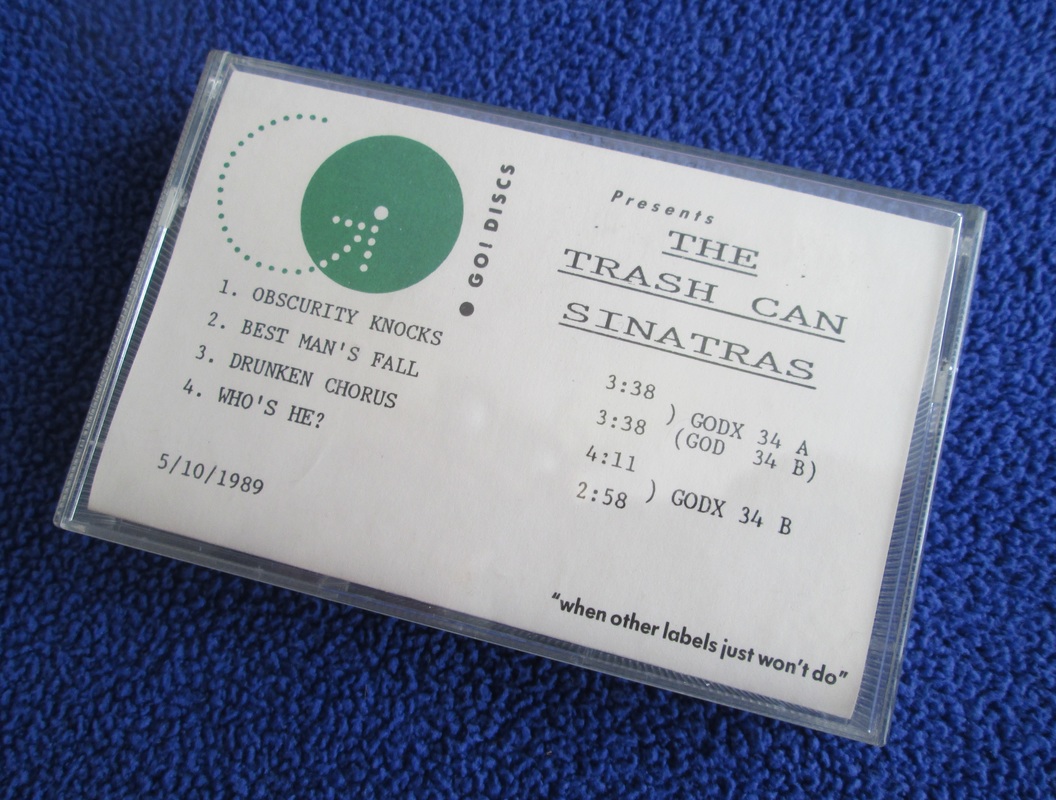 GO! DISCS
Presents
THE
TRASH CAN
SINATRAS
1. OBSCURITY KNOCKS 3:38
2. BEST MAN'S FALL 3:38 ) GODX 34 A
(GOD 34 B)
3. DRUNKEN CHORUS 4:11
4. WHO'S HE? 2:58 ) GODX 34 B
5/10/1989
"when other labels just won't do"